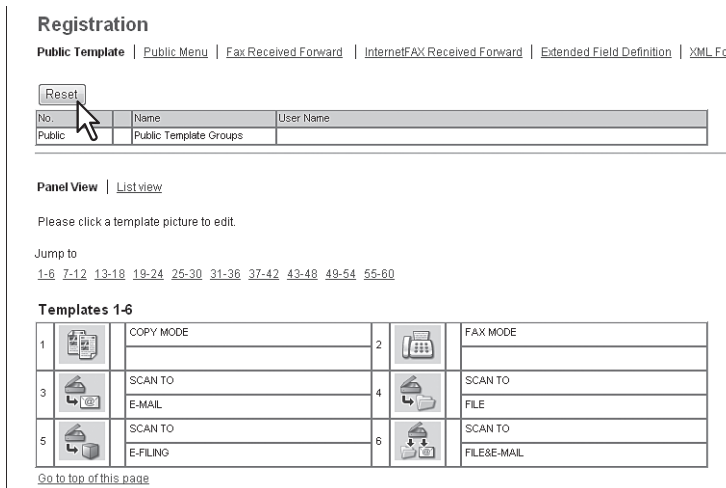 Registration
Public Template | Public Menu | Fax Received Forward | InternetFAX Received Forward | Extended Field Definition | XML Fo
Reset
No. Name User Name
Public Public Template Groups
Panel View | List view
Please click a template picture to edit.
Jump to
1-6 7-12 13-18 19-24 25-30 31-36 37-42 43-48 49-54 55-60
Templates 1-6
1 COPY MODE 2 FAX MODE
3 SCAN TO 4 SCAN TO
E-MAIL FILE
5 SCAN TO 6 SCAN TO
E-FILING FILE&E-MAIL
Go to top of this page